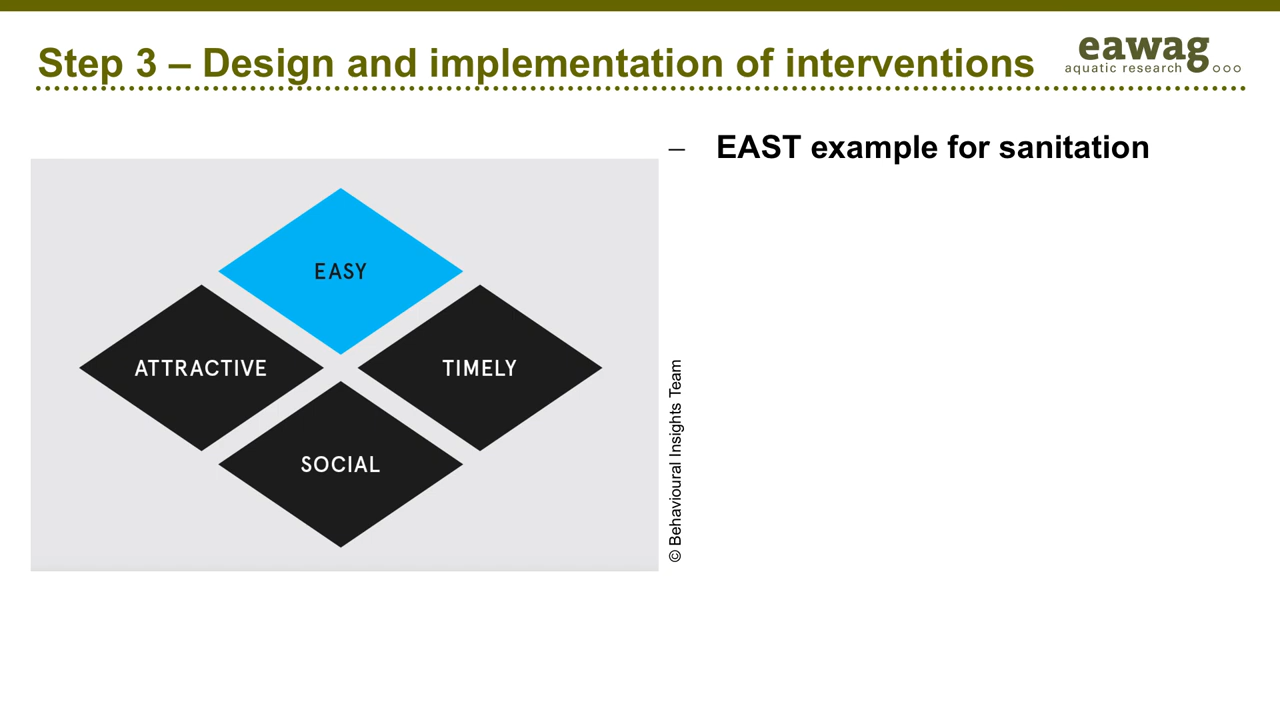 Step 3 – Design and implementation of interventions
eawag
aquatic research
– EAST example for sanitation
EASY
ATTRACTIVE
TIMELY
SOCIAL
© Behavioural Insights Team